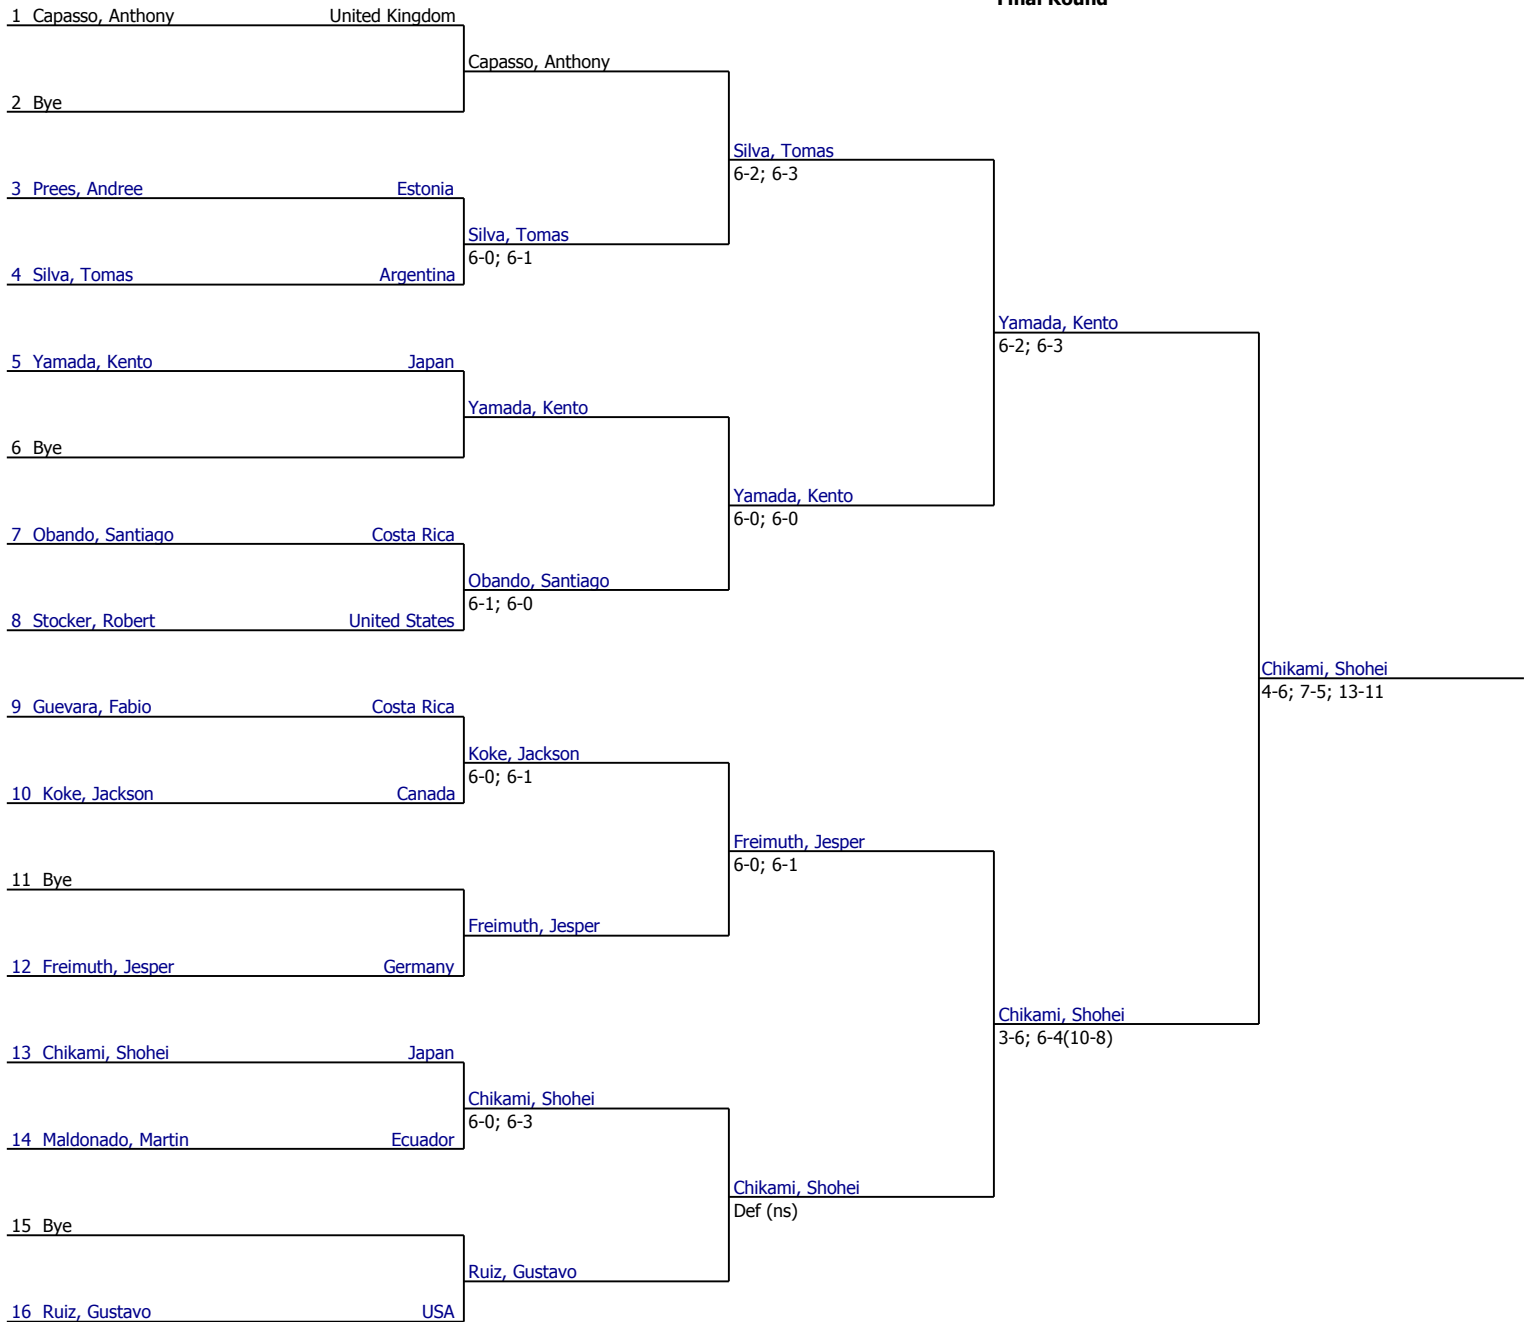 Final Round
1 Capasso, Anthony United Kingdom
Capasso, Anthony
2 Bye
Silva, Tomas
6-2; 6-3
3 Prees, Andree Estonia
Silva, Tomas
6-0; 6-1
4 Silva, Tomas Argentina
Yamada, Kento
6-2; 6-3
5 Yamada, Kento Japan
Yamada, Kento
6 Bye
Yamada, Kento
6-0; 6-0
7 Obando, Santiago Costa Rica
Obando, Santiago
6-1; 6-0
8 Stocker, Robert United States
Chikami, Shohei
4-6; 7-5; 13-11
9 Guevara, Fabio Costa Rica
Koke, Jackson
6-0; 6-1
10 Koke, Jackson Canada
Freimuth, Jesper
6-0; 6-1
11 Bye
Freimuth, Jesper
12 Freimuth, Jesper Germany
Chikami, Shohei
3-6; 6-4(10-8)
13 Chikami, Shohei Japan
Chikami, Shohei
6-0; 6-3
14 Maldonado, Martin Ecuador
Chikami, Shohei
Def (ns)
15 Bye
Ruiz, Gustavo
16 Ruiz, Gustavo USA